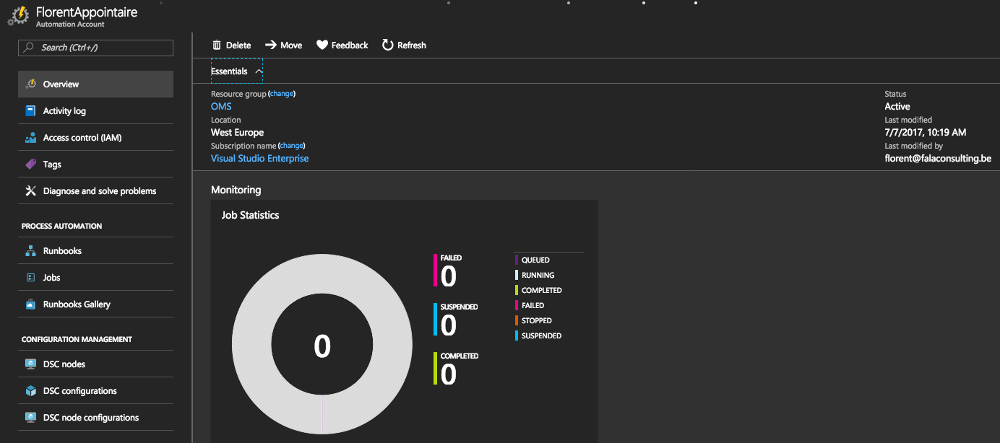 FlorentAppointaire
Automation Account
Search (Ctrl+/)
Overview
Activity log
Access control (IAM)
Tags
Diagnose and solve problems
PROCESS AUTOMATION
Runbooks
Jobs
Runbooks Gallery
CONFIGURATION MANAGEMENT
DSC nodes
DSC configurations
DSC node configurations
Delete Move Feedback Refresh
Essentials
Resource group (change)
OMS
Location
West Europe
Subscription name (change)
Visual Studio Enterprise
Status
Active
Last modified
7/7/2017, 10:19 AM
Last modified by
florent@falaconsulting.be
Monitoring
Job Statistics
0
FAILED
0
SUSPENDED
0
COMPLETED
0
QUEUED
RUNNING
COMPLETED
FAILED
STOPPED
SUSPENDED